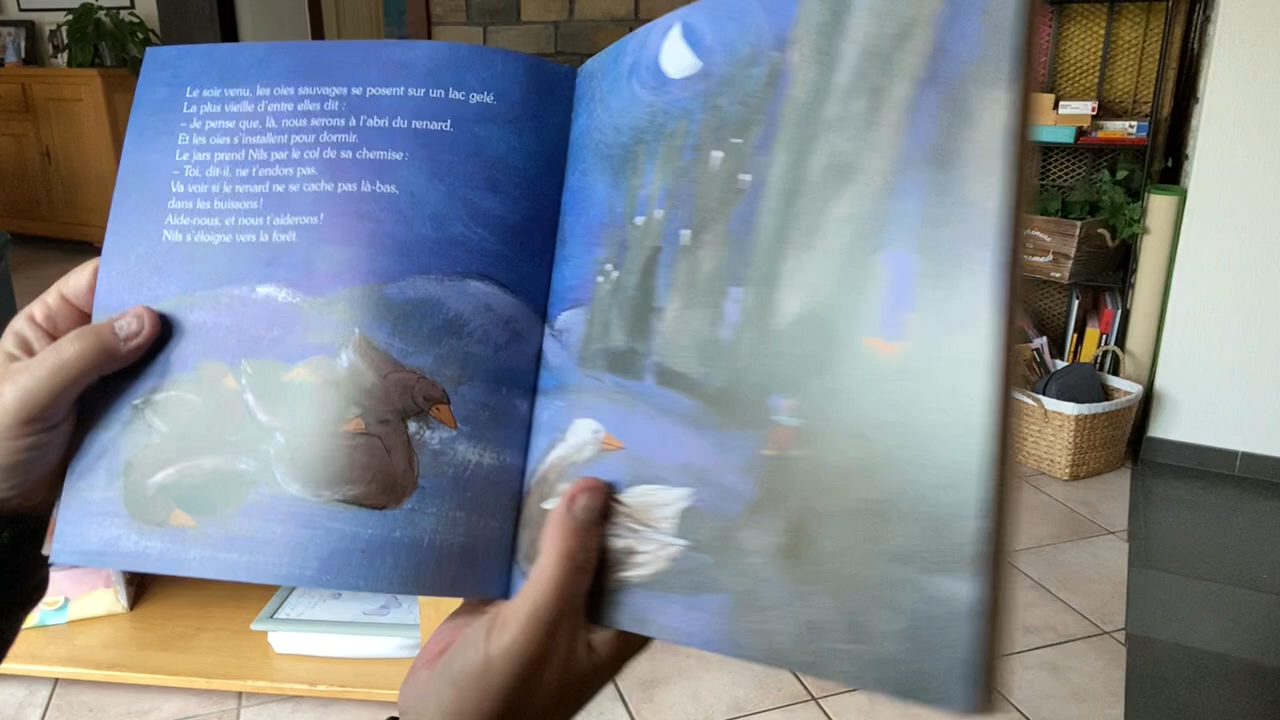 Le soir venu, les oies sauvages se posent sur un lac gelé.
La plus vieille d'entre elles dit :
– Je pense que, là, nous serons à l'abri du renard.
Et les oies s'installent pour dormir.
Le jars prend Nils par le col de sa chemise :
– Toi, dit-il, ne t'endors pas.
Va voir si le renard ne se cache pas là-bas,
dans les buissons !
Aide-nous, et nous t'aiderons !
Nils s'éloigne vers la forêt.